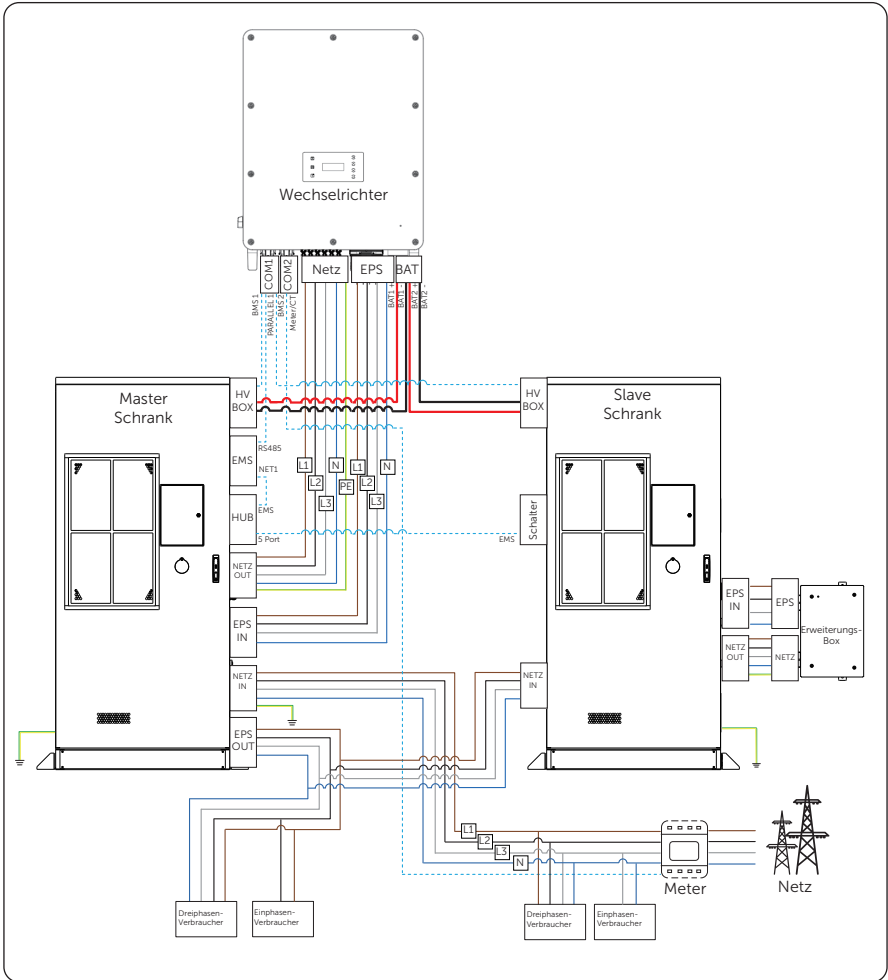 Wechselrichter
COM1
COM2
Netz
EPS
BAT
BMS 1
PARALLEL 1
BMS 2
Meter/CT
BAT1 +
BAT1 -
BAT2 +
BAT2 -
Master
Schrank
HV
BOX
HV
BOX
Slave
Schrank
EMS
RS485
NET1
L1
L2
L3
N
PE
L1
L2
L3
N
HUB
EMS
5 Port
EMS
Schalter
NETZ
OUT
EPS
IN
NETZ
IN
EPS
OUT
NETZ
IN
EPS
IN
EPS
NETZ
OUT
NETZ
Erweiterungs-
Box
L1
L2
L3
N
Meter
Netz
Dreiphasen-
Verbraucher
Einphasen-
Verbraucher
Dreiphasen-
Verbraucher
Einphasen-
Verbraucher